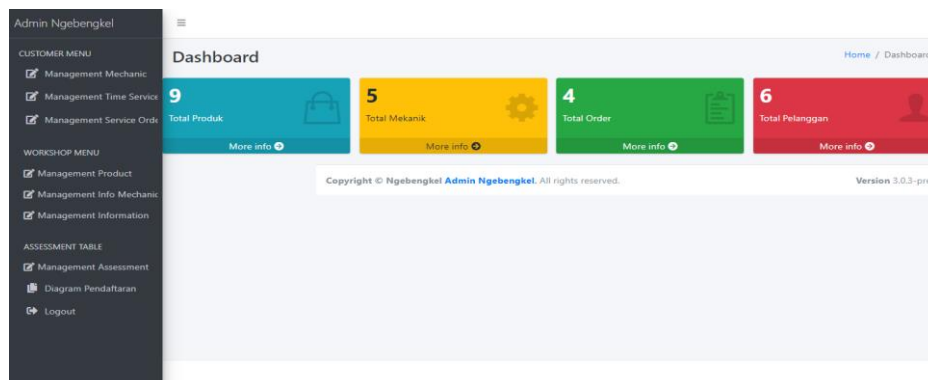 Admin Ngebengkel
CUSTOMER MENU
Management Mechanic
Management Time Service
Management Service Orde
WORKSHOP MENU
Management Product
Management Info Mechanic
Management Information
ASSESSMENT TABLE
Management Assessment
Diagram Pendaftaran
Logout
Dashboard
Home / Dashboard
9
Total Produk
More info
5
Total Mekanik
More info
4
Total Order
More info
6
Total Pelanggan
More info
Copyright © Ngebengkel Admin Ngebengkel. All rights reserved.
Version 3.0.3-pre